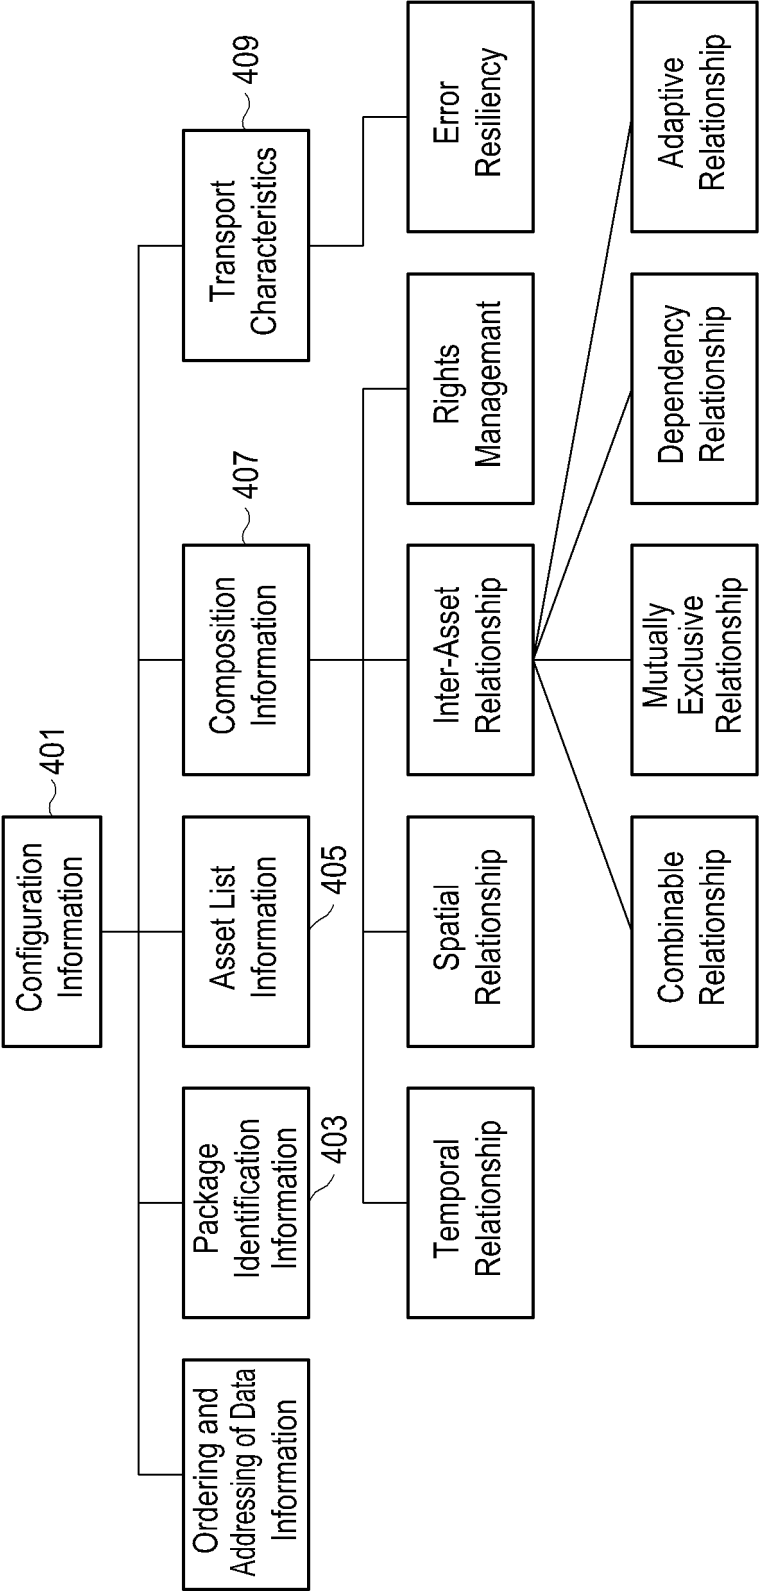 Configuration
Information
401
Ordering and
Addressing of Data
Information
Package
Identification
Information
403
Asset List
Information
405
Composition
Information
407
Transport
Characteristics
409
Temporal
Relationship
Spatial
Relationship
Inter-Asset
Relationship
Rights
Management
Error
Resiliency
Combinable
Relationship
Mutually
Exclusive
Relationship
Dependency
Relationship
Adaptive
Relationship